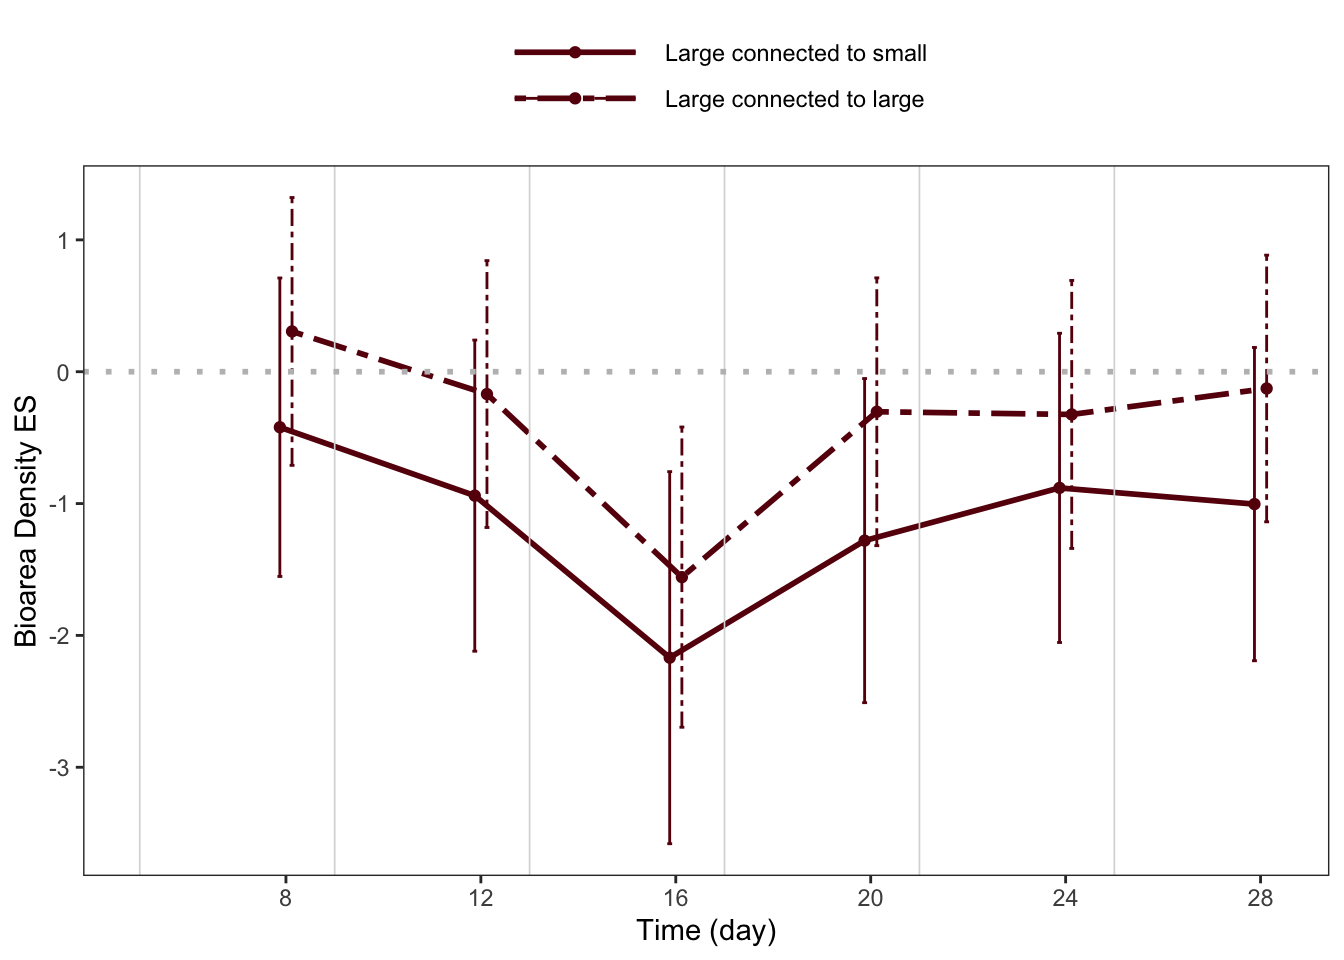 Large connected to small
Large connected to large
1
0
-1
-2
-3
Bioarea Density ES
8 12 16 20 24 28
Time (day)